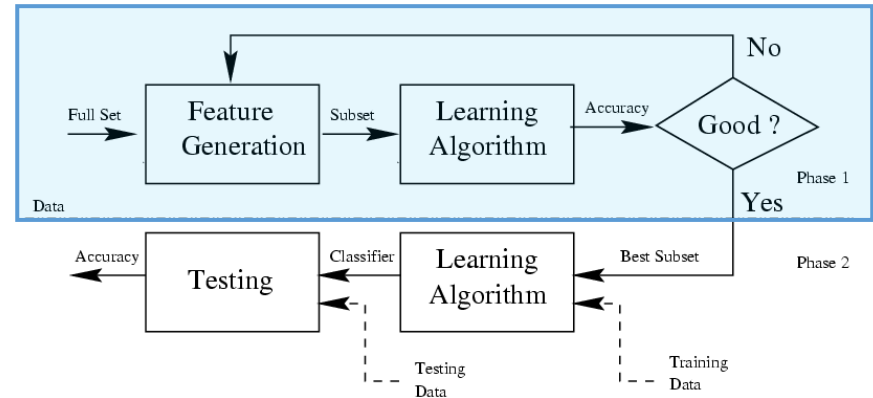 No
Full Set
Feature
Generation
Subset
Learning
Algorithm
Accuracy
Good ?
Phase 1
Data
Yes
Accuracy
Testing
Classifier
Learning
Algorithm
Best Subset
Phase 2
Testing
Data
Training
Data